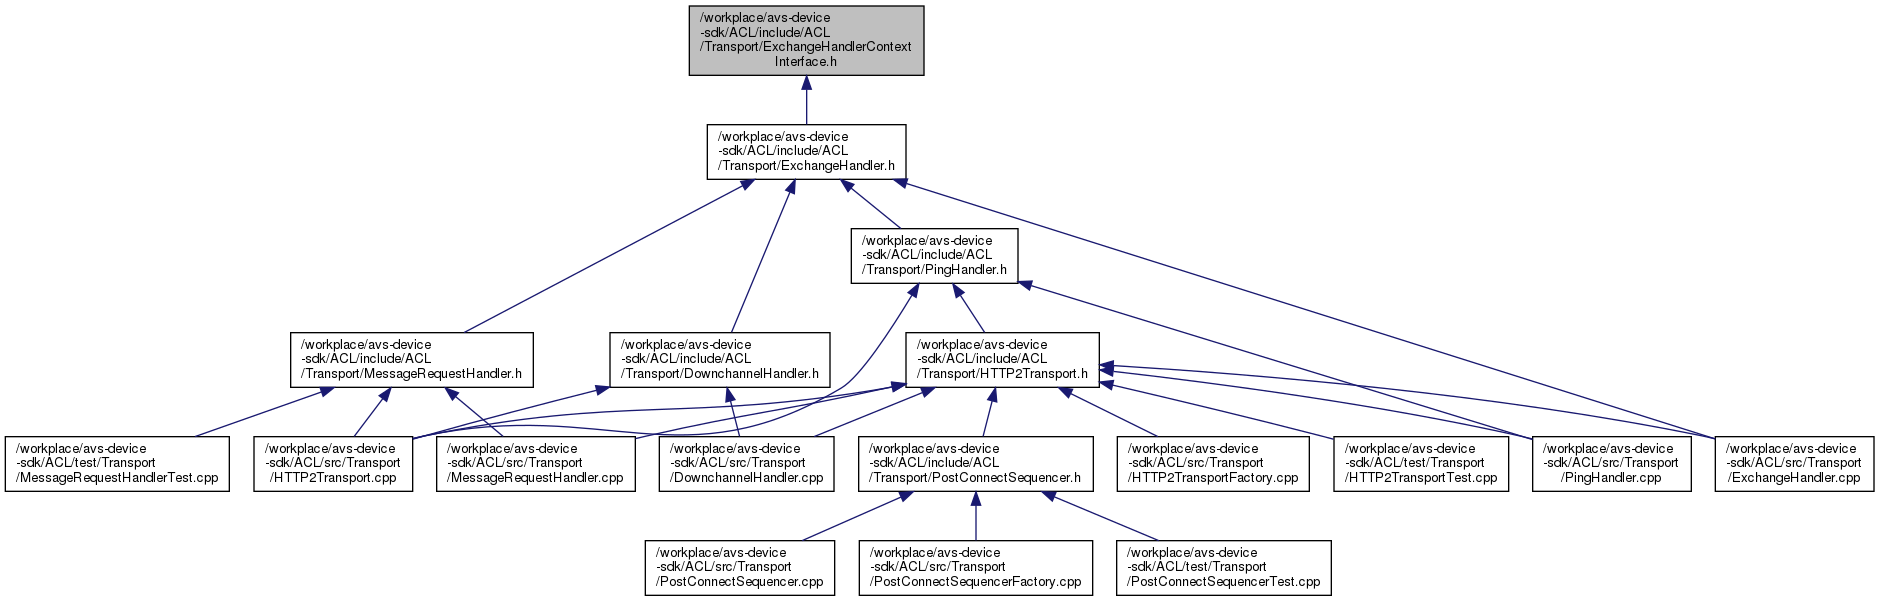 /workplace/avs-device
-sdk/ACL/include/ACL
/Transport/ExchangeHandlerContext
Interface.h
/workplace/avs-device
-sdk/ACL/include/ACL
/Transport/ExchangeHandler.h
/workplace/avs-device
-sdk/ACL/include/ACL
/Transport/PingHandler.h
/workplace/avs-device
-sdk/ACL/include/ACL
/Transport/MessageRequestHandler.h
/workplace/avs-device
-sdk/ACL/include/ACL
/Transport/DownchannelHandler.h
/workplace/avs-device
-sdk/ACL/include/ACL
/Transport/HTTP2Transport.h
/workplace/avs-device
-sdk/ACL/test/Transport
/MessageRequestHandlerTest.cpp
/workplace/avs-device
-sdk/ACL/src/Transport
/HTTP2Transport.cpp
/workplace/avs-device
-sdk/ACL/src/Transport
/MessageRequestHandler.cpp
/workplace/avs-device
-sdk/ACL/src/Transport
/DownchannelHandler.cpp
/workplace/avs-device
-sdk/ACL/include/ACL
/Transport/PostConnectSequencer.h
/workplace/avs-device
-sdk/ACL/src/Transport
/HTTP2TransportFactory.cpp
/workplace/avs-device
-sdk/ACL/test/Transport
/HTTP2TransportTest.cpp
/workplace/avs-device
-sdk/ACL/src/Transport
/PingHandler.cpp
/workplace/avs-device
-sdk/ACL/src/Transport
/ExchangeHandler.cpp
/workplace/avs-device
-sdk/ACL/src/Transport
/PostConnectSequencer.cpp
/workplace/avs-device
-sdk/ACL/src/Transport
/PostConnectSequencerFactory.cpp
/workplace/avs-device
-sdk/ACL/test/Transport
/PostConnectSequencerTest.cpp